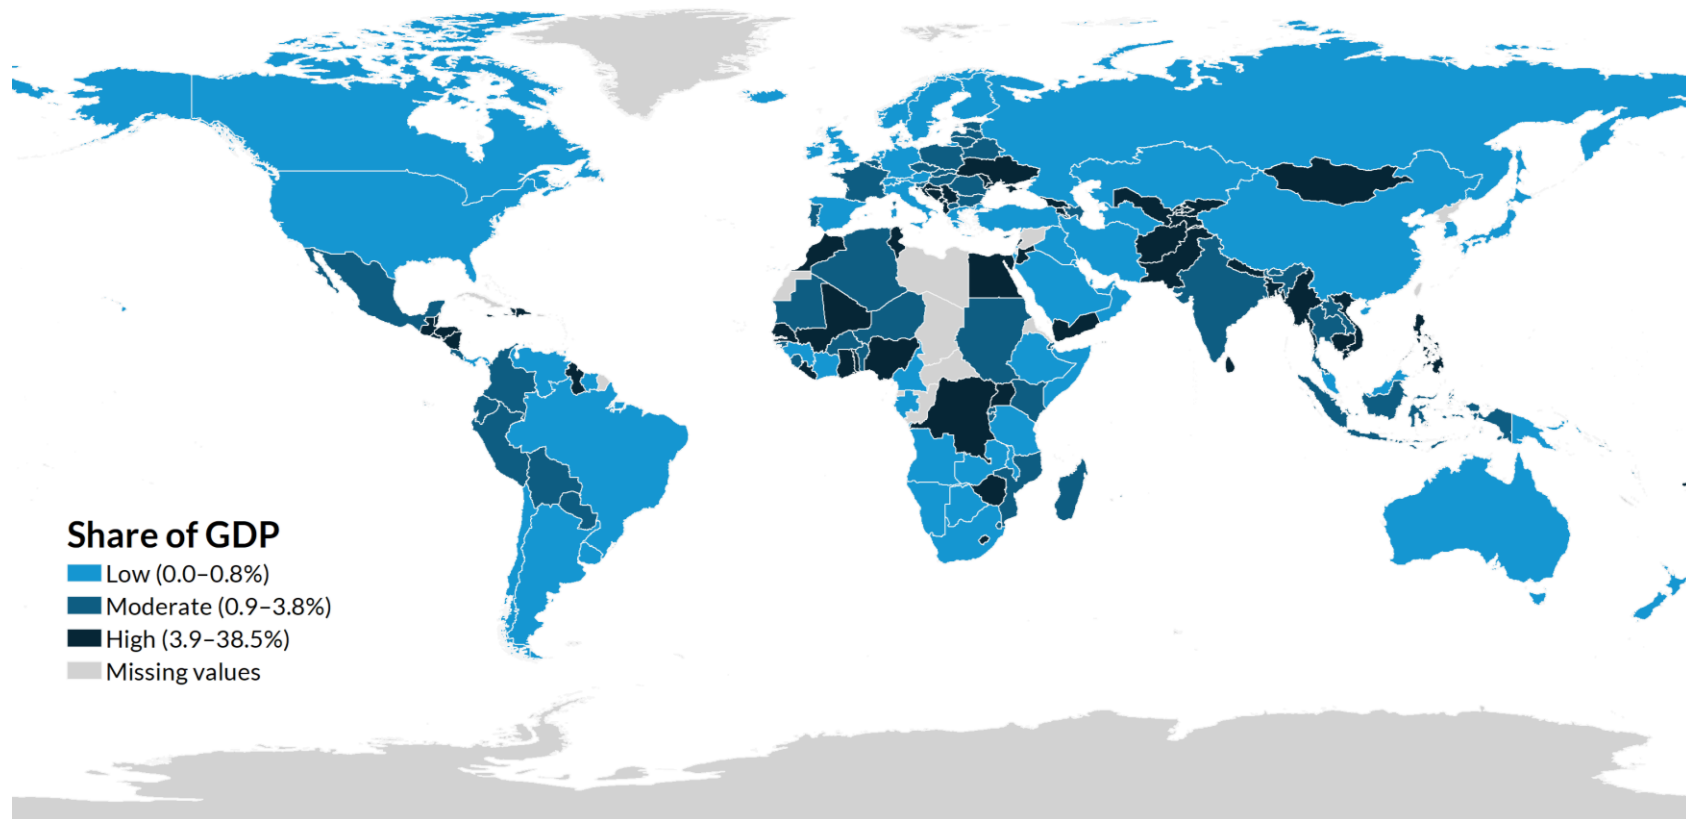 Share of GDP
Low (0.0–0.8%)
Moderate (0.9–3.8%)
High (3.9–38.5%)
Missing values